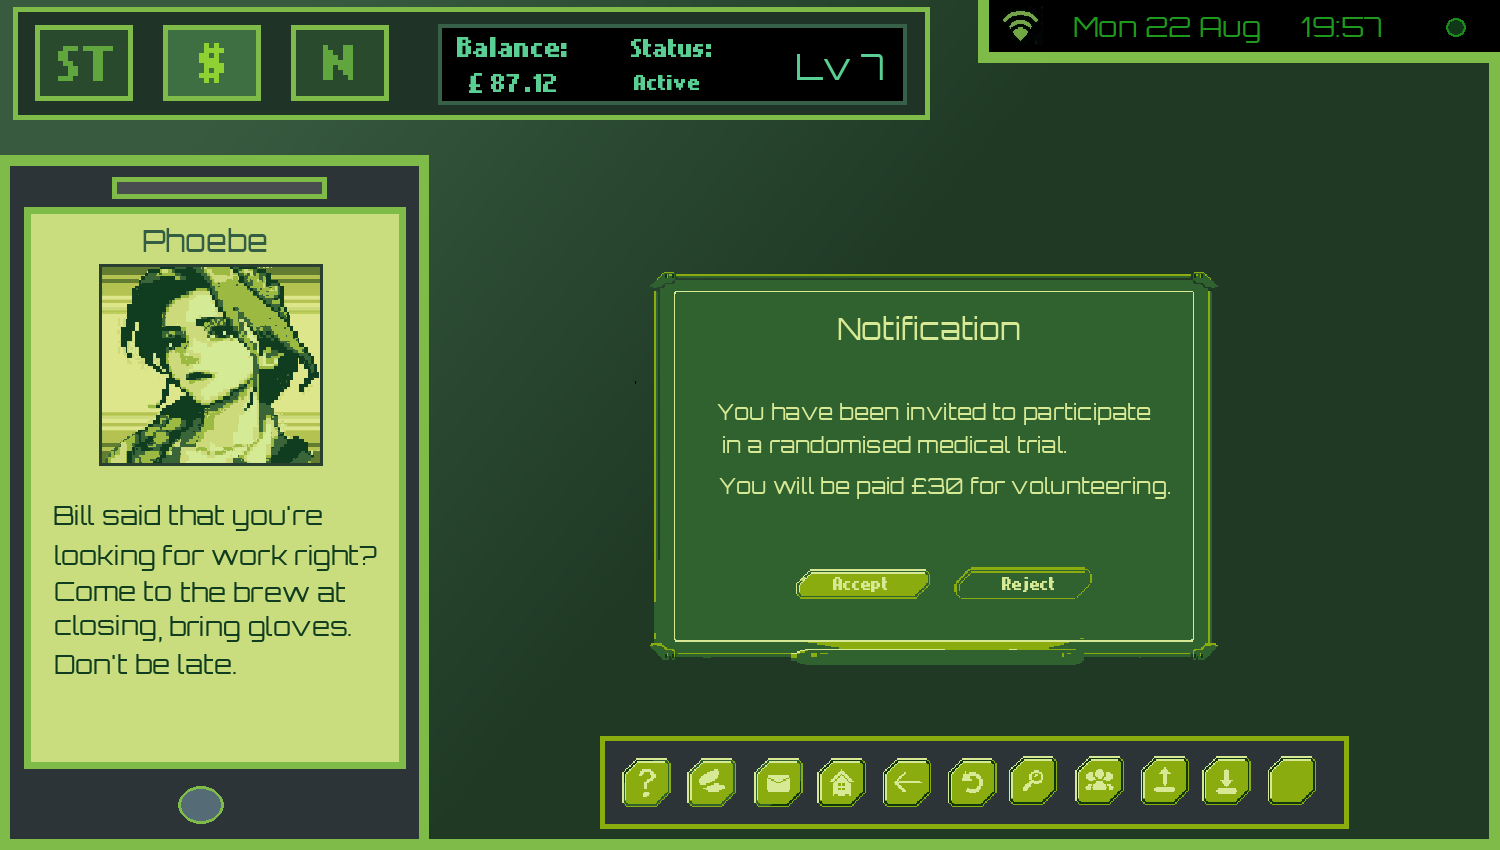 ST
$
N
Balance:
£ 87.12
Status:
Active
Lv 7
Mon 22 Aug
19:57
Phoebe
Bill said that you're
looking for work right?
Come to the brew at
closing, bring gloves.
Don't be late.
Notification
You have been invited to participate
in a randomised medical trial.
You will be paid £30 for volunteering.
Accept
Reject
?